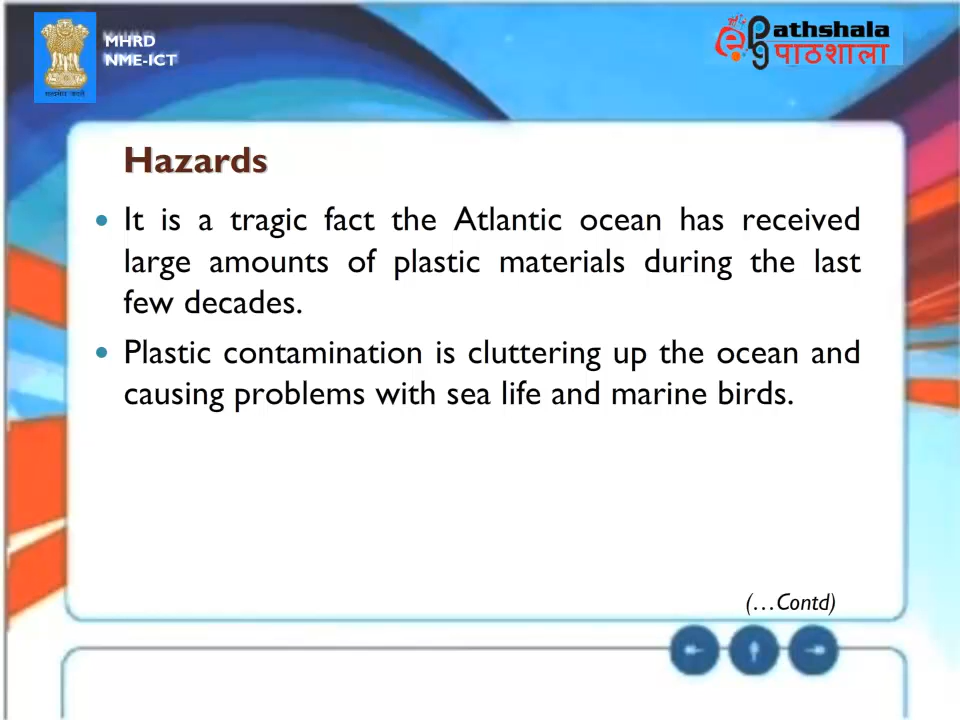 MHRD
NME-ICT
Pathshala
पाठशाला
Hazards
• It is a tragic fact the Atlantic ocean has received
large amounts of plastic materials during the last
few decades.
• Plastic contamination is cluttering up the ocean and
causing problems with sea life and marine birds.
(…Contd)